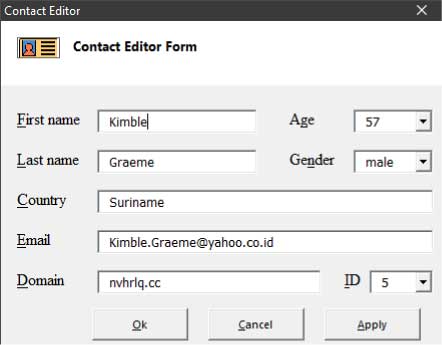 Contact Editor
Contact Editor Form
First name Kimble Age 57
Last name Graeme Gender male
Country Suriname
Email Kimble.Graeme@yahoo.co.id
Domain nvhrlq.cc ID 5
Ok Cancel Apply